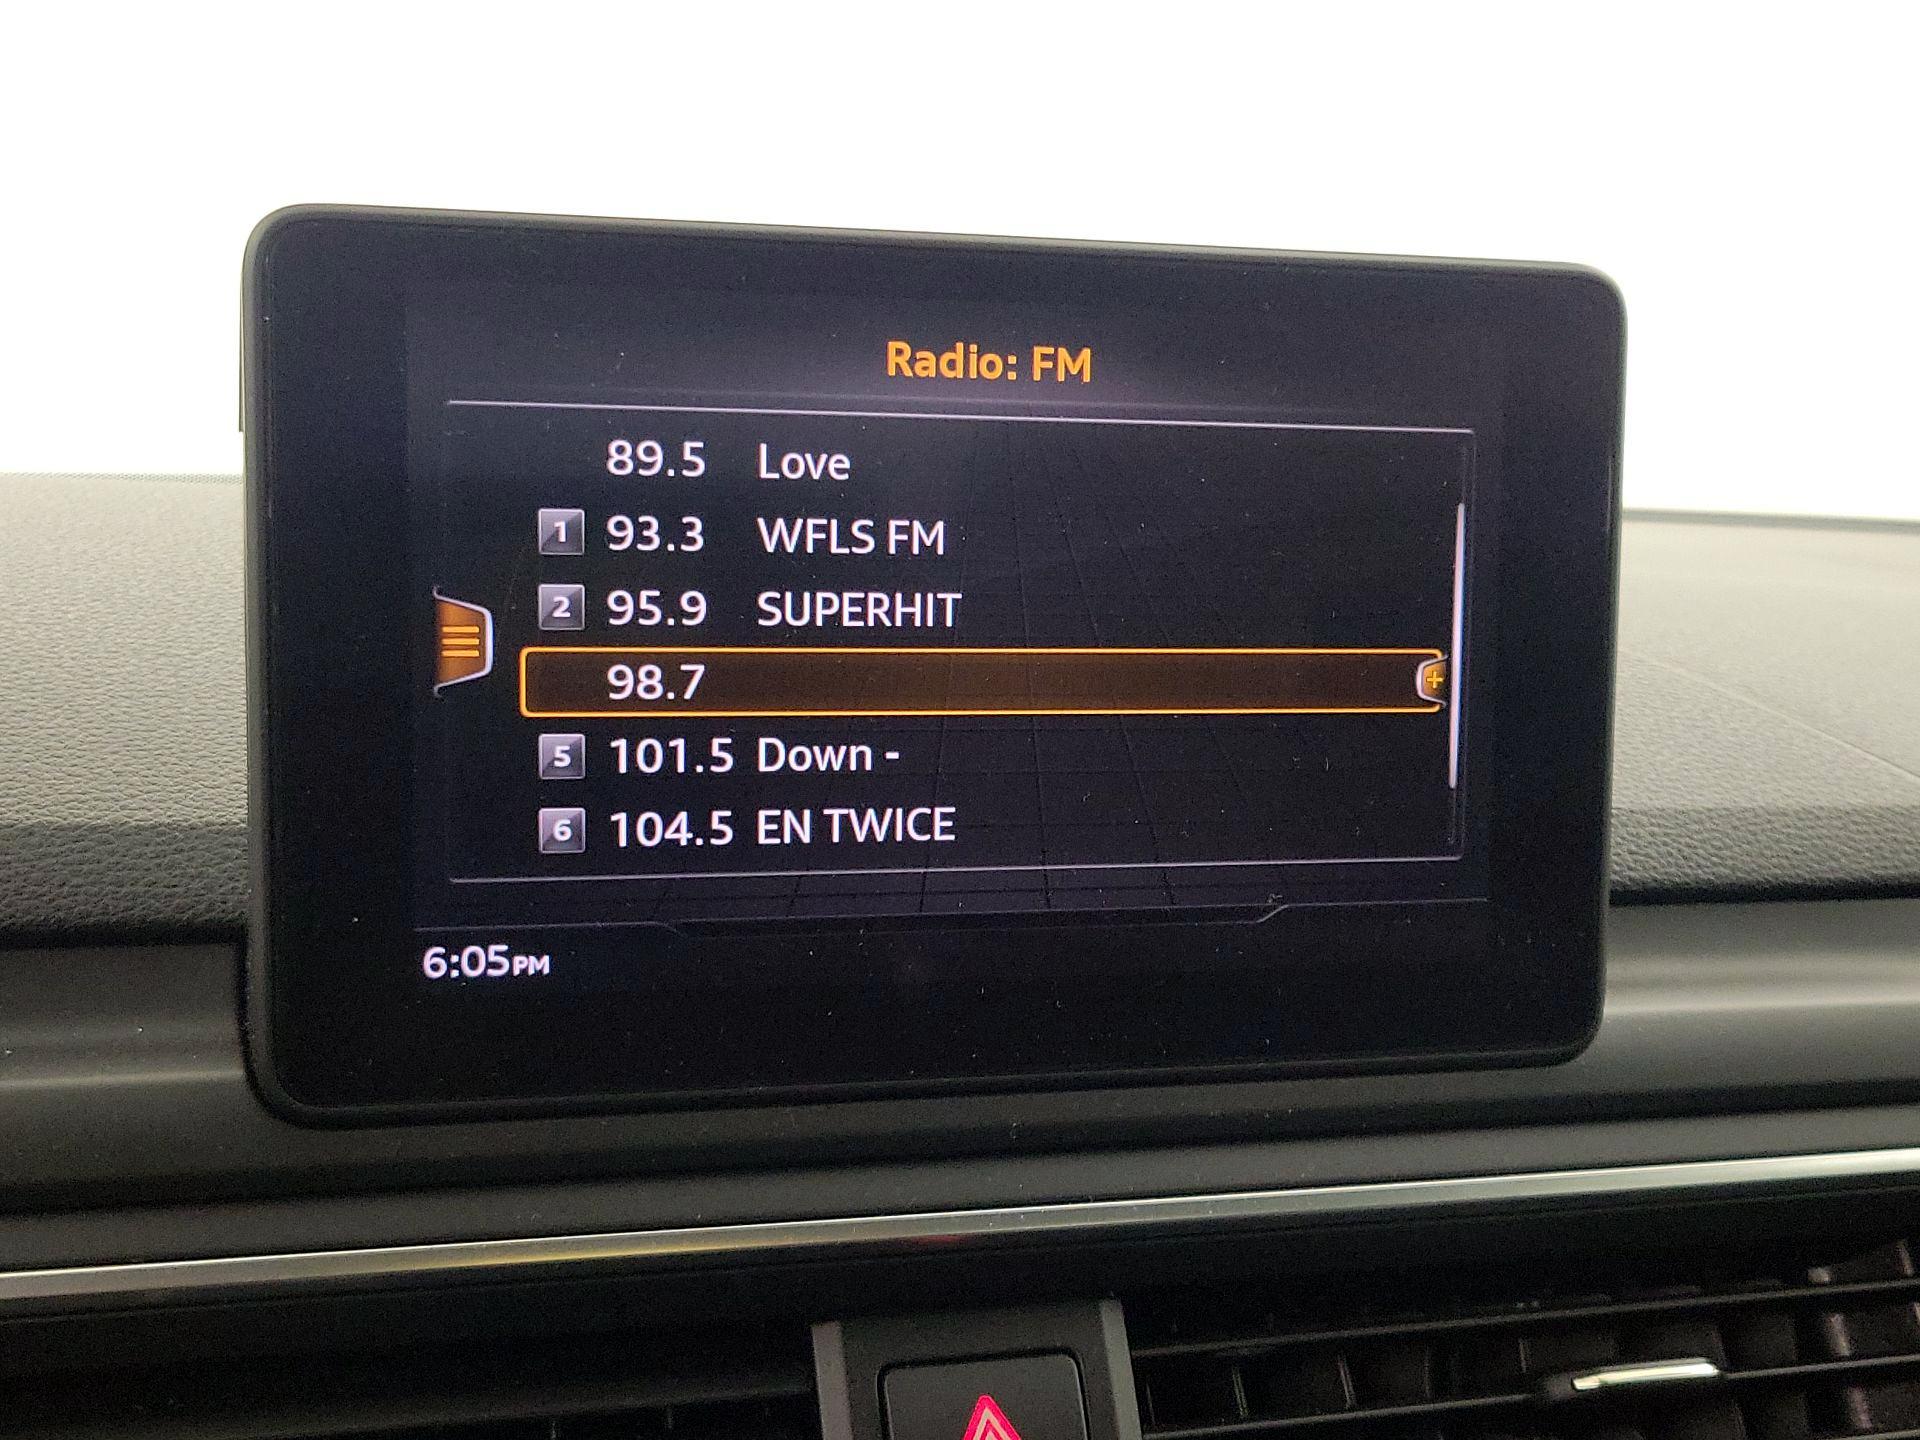 Radio: FM
89.5 Love
1 93.3 WFLS FM
2 95.9 SUPERHIT
98.7 +
5 101.5 Down -
6 104.5 EN TWICE
6:05PM